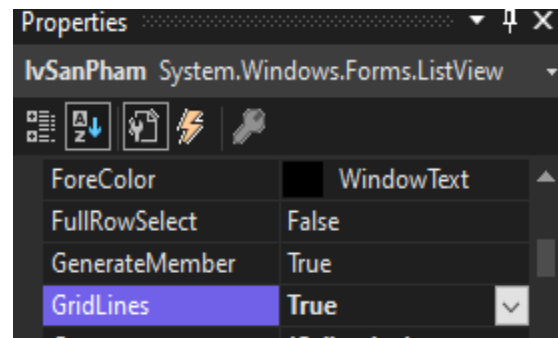 Properties
lvSanPham System.Windows.Forms.ListView
ForeColor WindowText
FullRowSelect False
GenerateMember True
GridLines True